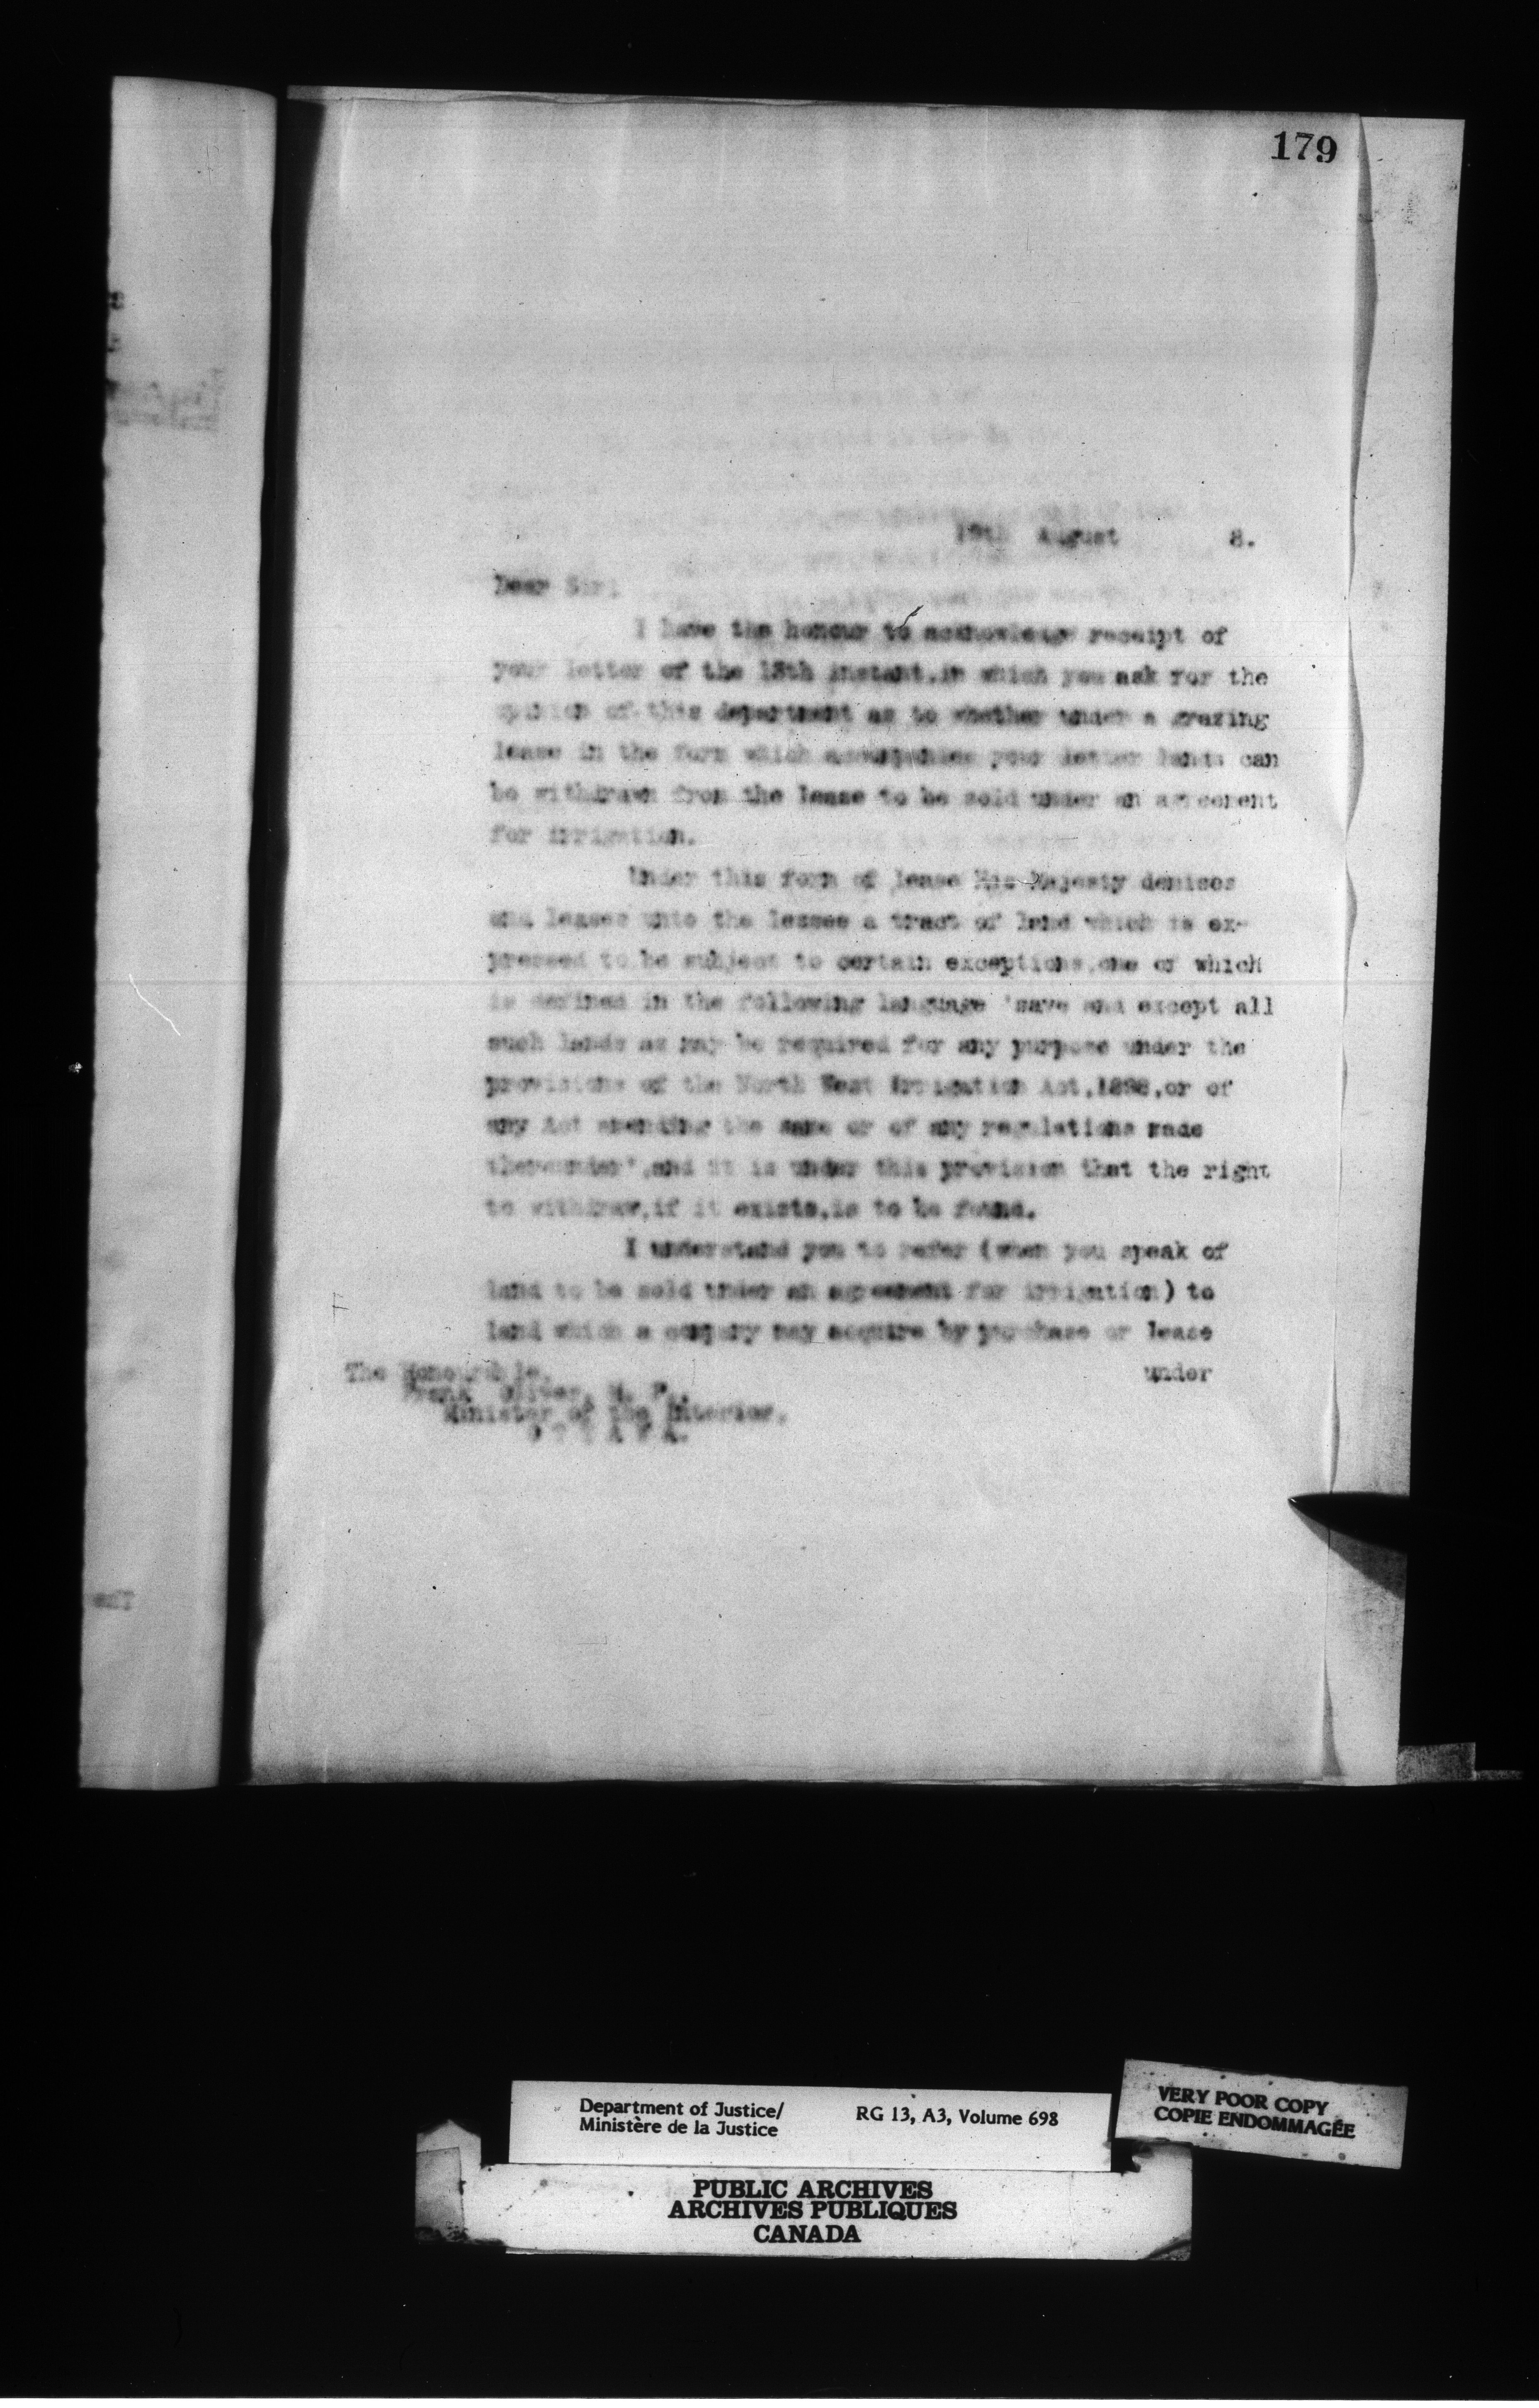 179
19th August 8.
Dear Sir,
I have the honour to acknowledge receipt of
your letter of the 13th instant, in which you ask for the
opinion of this department as to whether under a grazing
lease in the form which accompanies your letter lands can
be withdrawn from the lease to be sold under an agreement
for irrigation.
Under this form of lease His Majesty demises
and leases unto the lessee a tract of land which is ex-
pressed to be subject to certain exceptions, one of which
is defined in the following language 'save and except all
such lands as may be required for any purpose under the
provisions of the North West Irrigation Act, 1898, or of
any Act amending the same or of any regulations made
thereunder', and it is under this provision that the right
to withdraw, if it exists, is to be found.
I understand you to refer (when you speak of
land to be sold under an agreement for irrigation) to
land which a company may acquire by purchase or lease
under
The Honourable,
Frank Oliver, M. P.,
Minister of the Interior,
O T T A W A.
Department of Justice/
Ministère de la Justice
RG 13, A3, Volume 698
VERY POOR COPY
COPIE ENDOMMAGÉE
PUBLIC ARCHIVES
ARCHIVES PUBLIQUES
CANADA